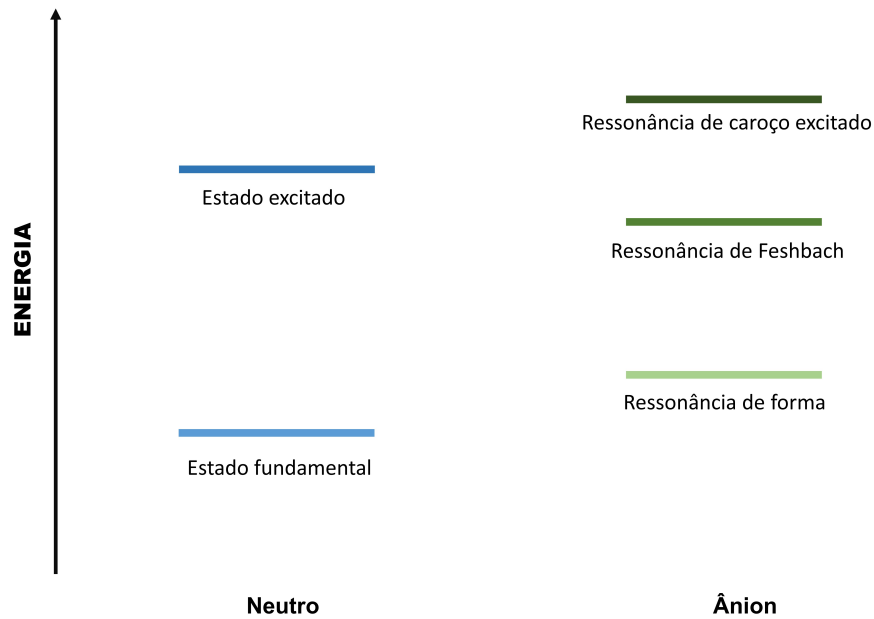 ENERGIA
Ressonância de caroço excitado
Estado excitado
Ressonância de Feshbach
Ressonância de forma
Estado fundamental
Neutro
Ânion